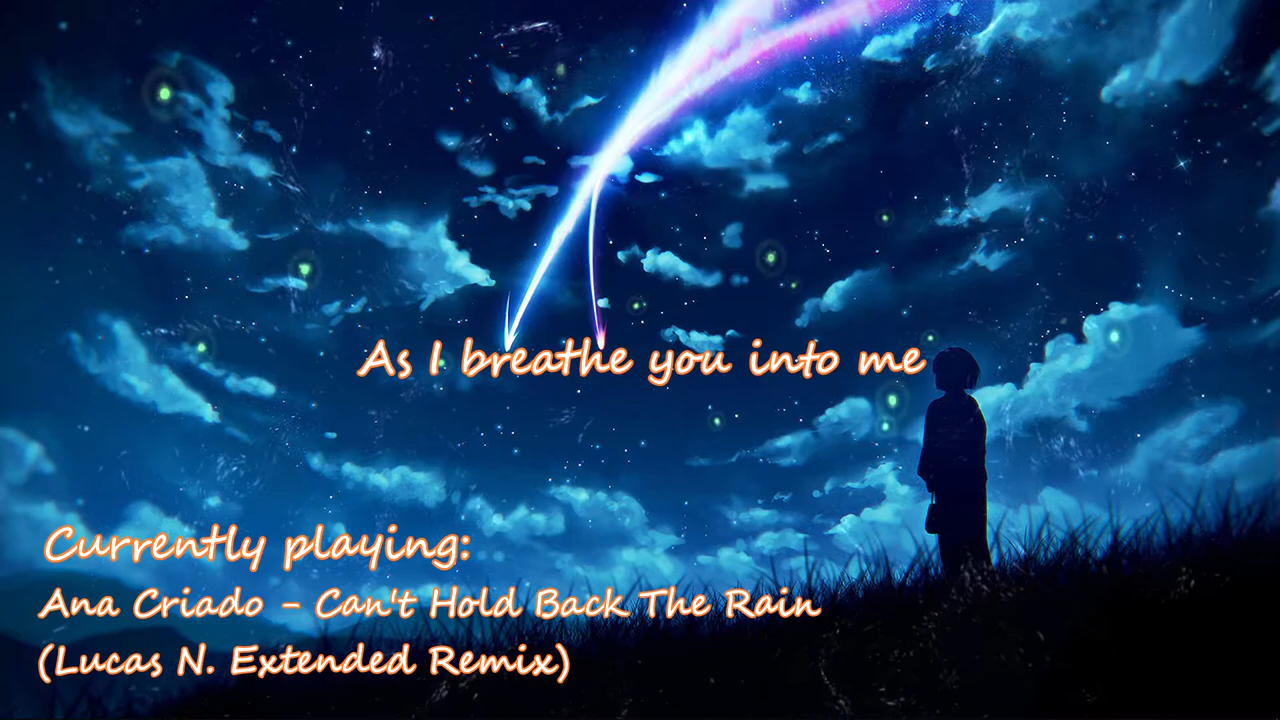 As I breathe you into me
Currently playing:
Ana Criado - Can't Hold Back The Rain
(Lucas N. Extended Remix)